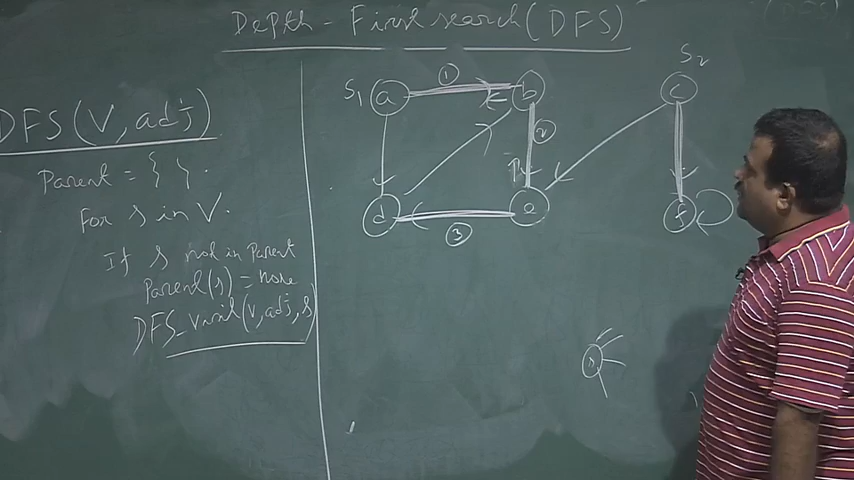 Depth - First search (DFS)
DFS(V, adj)
Parent = { }.
For s in V.
If s not in Parent
Parent(s) = none
DFS_visit(V, adj, s)
S1 a 1 b
S2 c
2
d 3 e
f
s